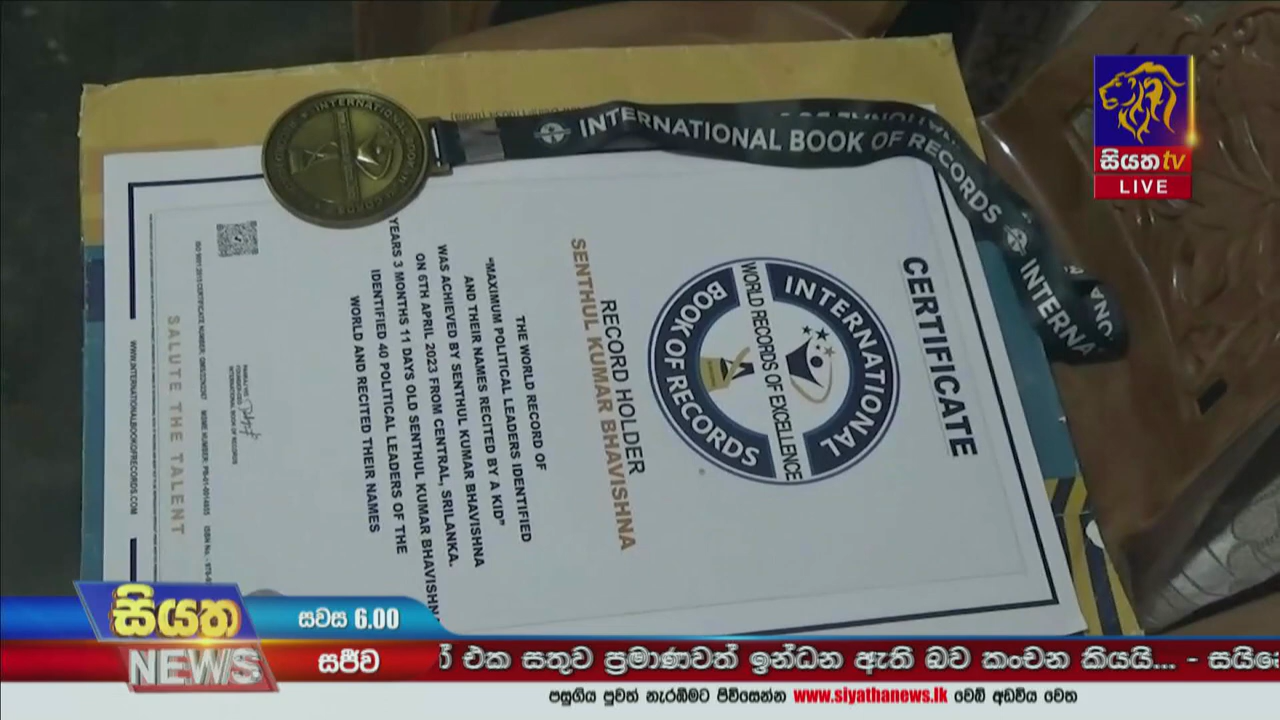 CERTIFICATE
INTERNATIONAL
BOOK OF RECORDS
WORLD RECORDS OF EXCELLENCE
RECORD HOLDER
SENTHUL KUMAR BHAVISHNA
THE WORLD RECORD OF
"MAXIMUM POLITICAL LEADERS IDENTIFIED
AND THEIR NAMES RECITED BY A KID"
WAS ACHIEVED BY SENTHUL KUMAR BHAVISHNA
ON 6TH APRIL 2023 FROM CENTRAL, SRILANKA.
YEARS 3 MONTHS 11 DAYS OLD SENTHUL KUMAR BHAVISHN
IDENTIFIED 40 POLITICAL LEADERS OF THE
WORLD AND RECITED THEIR NAMES
INTERNATIONAL BOOK OF RECORDS
SALUTE THE TALENT
WWW.INTERNATIONALBOOKOFRECORDS.COM
INTERNATIONAL BOOK OF RECORDS
INTERNA
සියත tv
LIVE
සියත
NEWS
සවස 6.00
සජීව
එක සතුව ප්‍රමාණවත් ඉන්ධන ඇති බව කංචන කියයි... -
පසුගිය පුවත් නැරඹීමට පිවිසෙන්න www.siyathanews.lk වෙබ් අඩවිය වෙත